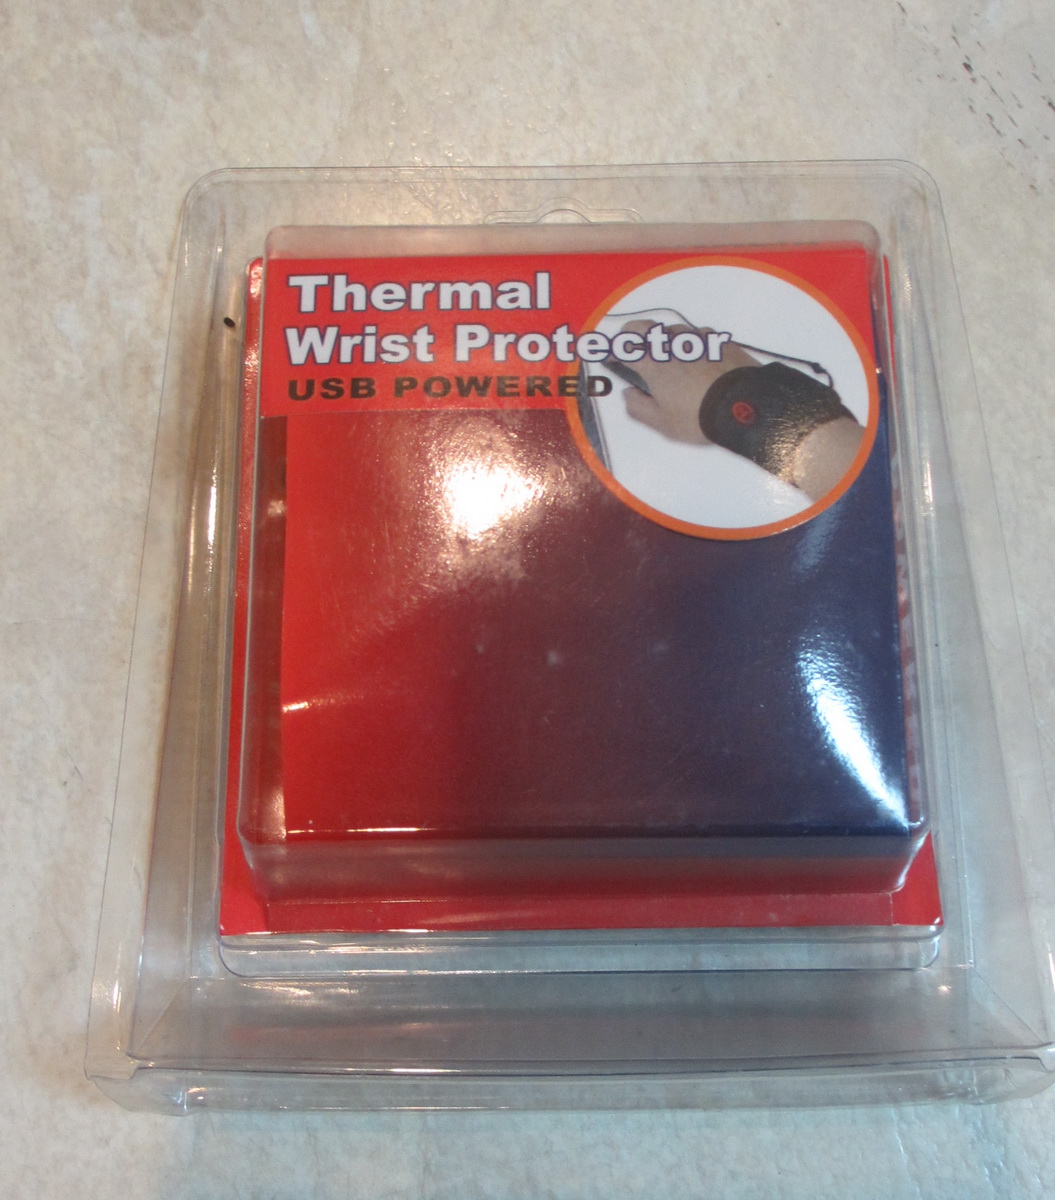 Thermal
Wrist Protector
USB POWERED